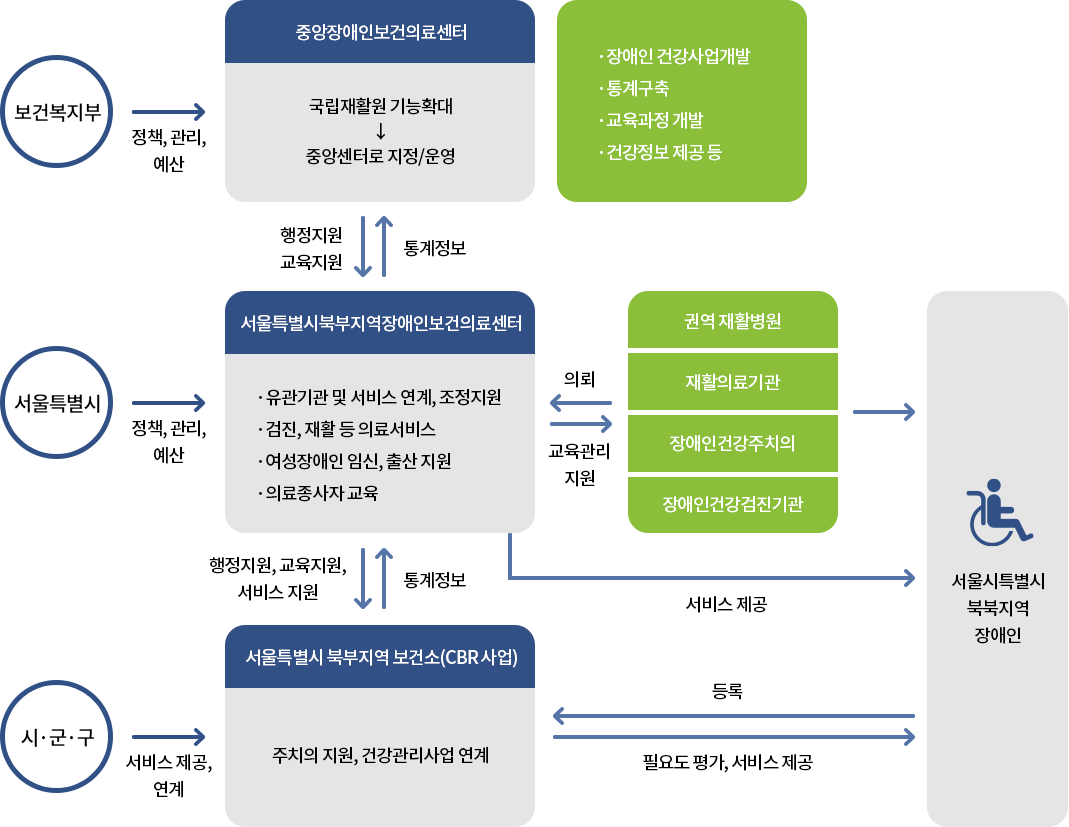 보건복지부
정책, 관리,
예산
중앙장애인보건의료센터
국립재활원 기능확대
↓
중앙센터로 지정/운영
· 장애인 건강사업개발
· 통계구축
· 교육과정 개발
· 건강정보 제공 등
행정지원
교육지원
통계정보
서울특별시
정책, 관리,
예산
서울특별시북부지역장애인보건의료센터
· 유관기관 및 서비스 연계, 조정지원
· 검진, 재활 등 의료서비스
· 여성장애인 임신, 출산 지원
· 의료종사자 교육
의뢰
교육관리
지원
권역 재활병원
재활의료기관
장애인건강주치의
장애인건강검진기관
서울시특별시
북북지역
장애인
행정지원, 교육지원,
서비스 지원
통계정보
서비스 제공
시·군·구
서비스 제공,
연계
서울특별시 북부지역 보건소(CBR 사업)
주치의 지원, 건강관리사업 연계
등록
필요도 평가, 서비스 제공